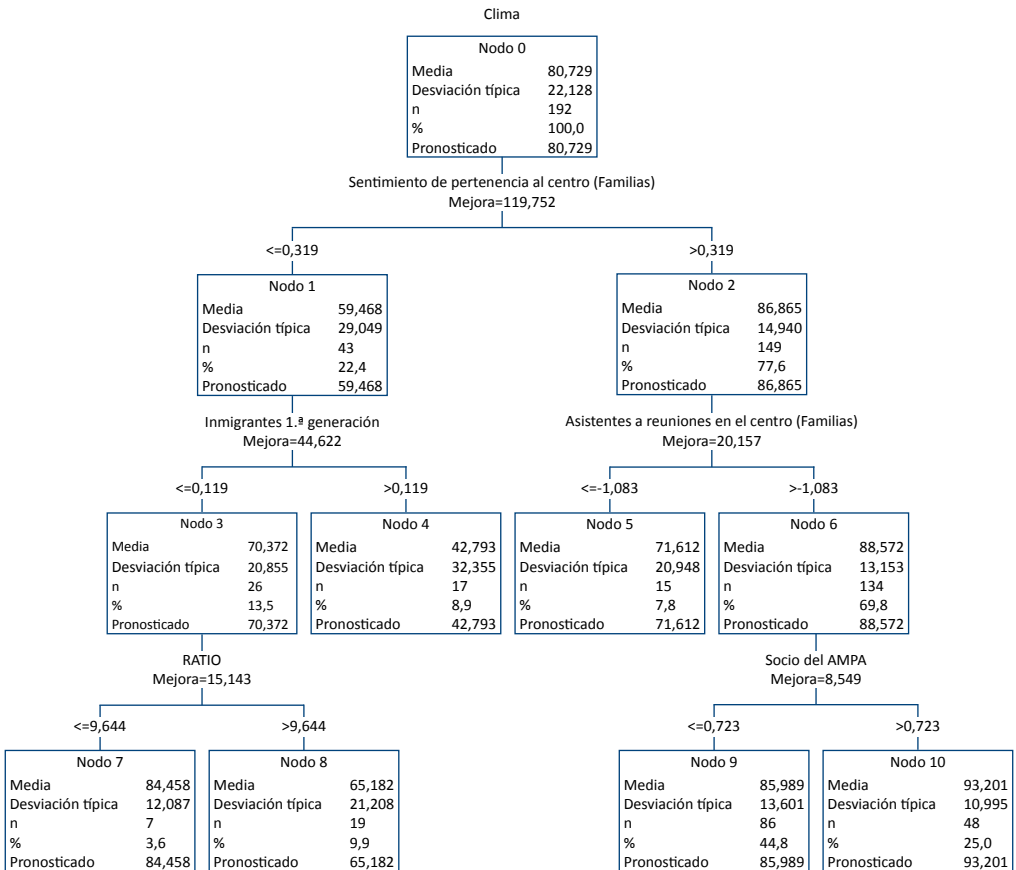 Clima
Nodo 0
Media 80,729
Desviación típica 22,128
n 192
% 100,0
Pronosticado 80,729
Sentimiento de pertenencia al centro (Familias)
Mejora=119,752
<=0,319 >0,319
Nodo 1
Media 59,468
Desviación típica 29,049
n 43
% 22,4
Pronosticado 59,468
Nodo 2
Media 86,865
Desviación típica 14,940
n 149
% 77,6
Pronosticado 86,865
Inmigrantes 1.ª generación
Mejora=44,622
Asistentes a reuniones en el centro (Familias)
Mejora=20,157
<=0,119 >0,119 <=-1,083 >-1,083
Nodo 3
Media 70,372
Desviación típica 20,855
n 26
% 13,5
Pronosticado 70,372
Nodo 4
Media 42,793
Desviación típica 32,355
n 17
% 8,9
Pronosticado 42,793
Nodo 5
Media 71,612
Desviación típica 20,948
n 15
% 7,8
Pronosticado 71,612
Nodo 6
Media 88,572
Desviación típica 13,153
n 134
% 69,8
Pronosticado 88,572
RATIO
Mejora=15,143
Socio del AMPA
Mejora=8,549
<=9,644 >9,644 <=0,723 >0,723
Nodo 7
Media 84,458
Desviación típica 12,087
n 7
% 3,6
Pronosticado 84,458
Nodo 8
Media 65,182
Desviación típica 21,208
n 19
% 9,9
Pronosticado 65,182
Nodo 9
Media 85,989
Desviación típica 13,601
n 86
% 44,8
Pronosticado 85,989
Nodo 10
Media 93,201
Desviación típica 10,995
n 48
% 25,0
Pronosticado 93,201